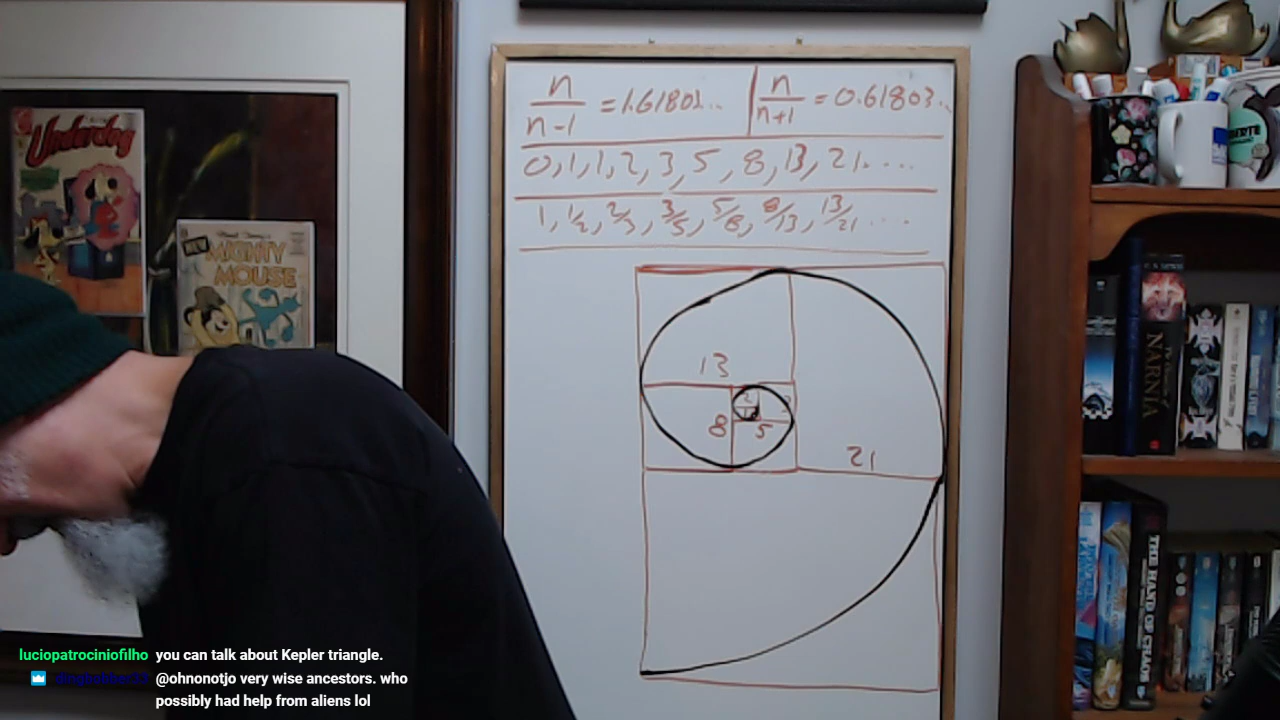 n/n-1 = 1.61803... | n/n+1 = 0.61803...
0, 1, 1, 2, 3, 5, 8, 13, 21....
1, 1/2, 2/3, 3/5, 5/8, 8/13, 13/21 ....
13
2
8
5
21
Underdog
NEW
MIGHTY
MOUSE
NARNIA
THE HAND OF CHAOS
luciopatrociniofilho you can talk about Kepler triangle.
@ohnonotjo very wise ancestors. who
possibly had help from aliens lol